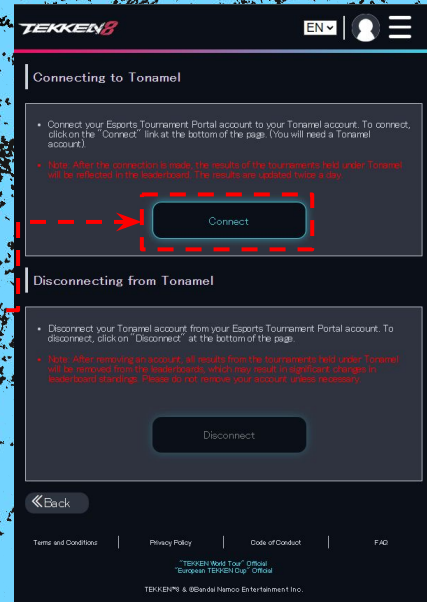 TEKKEN8
EN
Connecting to Tonamel
• Connect your Esports Tournament Portal account to your Tonamel account. To connect,
click on the "Connect" link at the bottom of the page. (You will need a Tonamel
account).
• Note: After the connection is made, the results of the tournaments held under Tonamel
will be reflected in the leaderboard. The results are updated twice a day.
Connect
Disconnecting from Tonamel
• Disconnect your Tonamel account from your Esports Tournament Portal account. To
disconnect, click on "Disconnect" at the bottom of the page.
• Note: After removing an account, all results from the tournaments held under Tonamel
will be removed from the leaderboards, which may result in significant changes in
leaderboard standings. Please do not remove your account unless necessary.
Disconnect
≪Back
Terms and Conditions | Privacy Policy | Code of Conduct | FAQ
"TEKKEN World Tour" Official
"European TEKKEN Cup" Official
TEKKEN™8 & ©Bandai Namco Entertainment Inc.